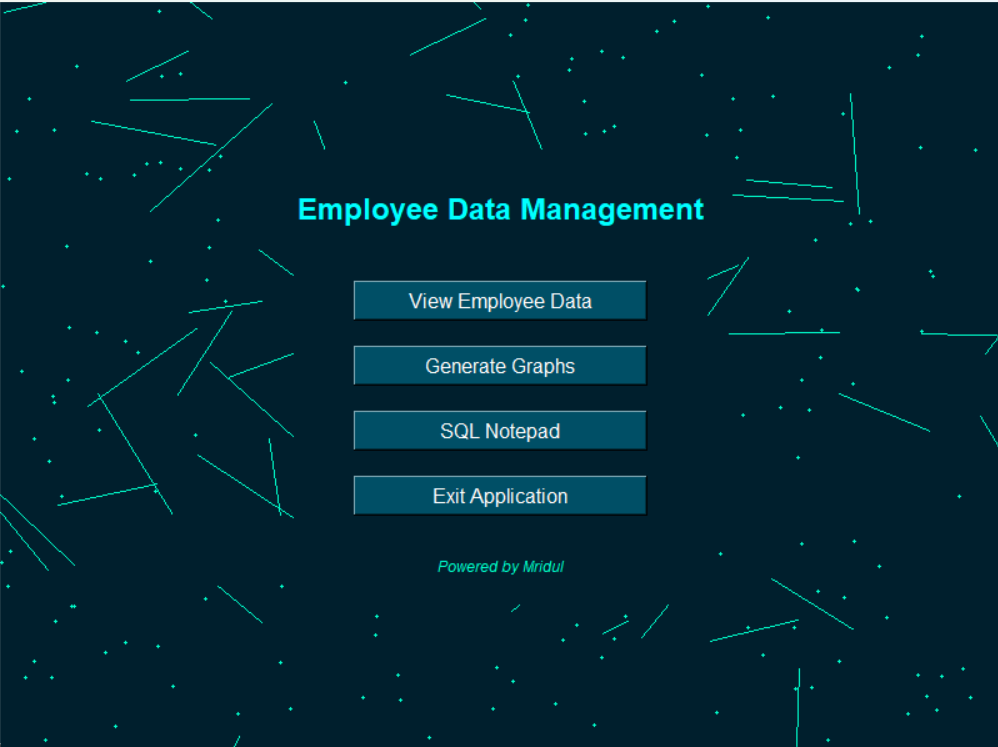 Employee Data Management
View Employee Data
Generate Graphs
SQL Notepad
Exit Application
Powered by Mridul